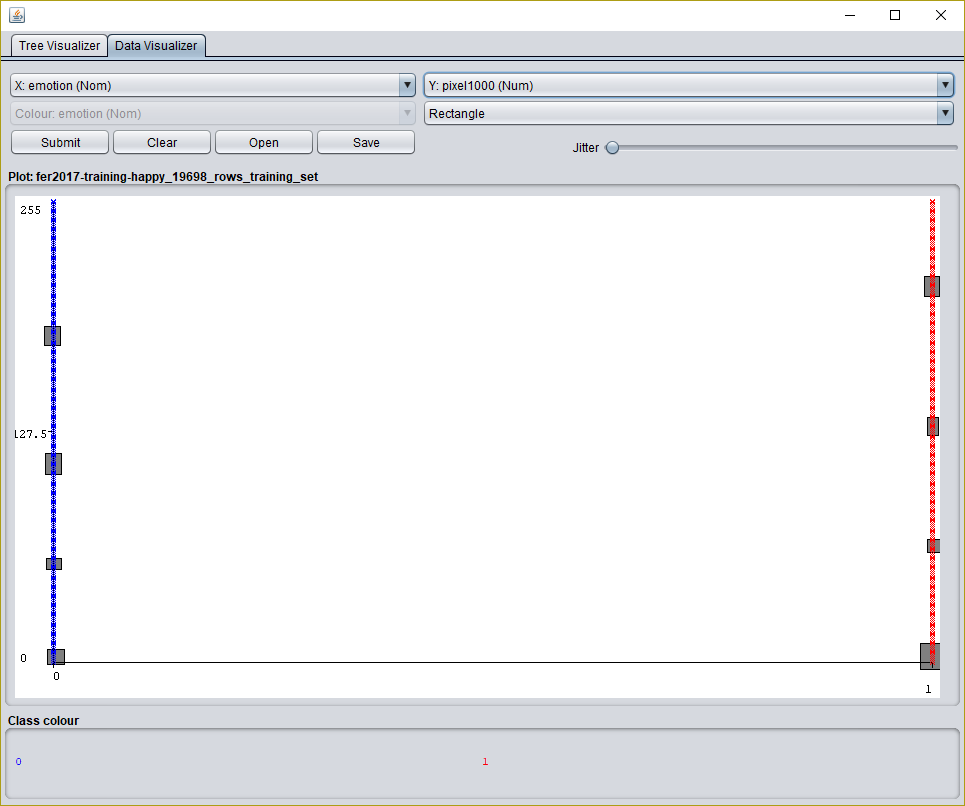 Tree Visualizer Data Visualizer
X: emotion (Nom) Y: pixel1000 (Num)
Colour: emotion (Nom) Rectangle
Submit Clear Open Save Jitter
Plot: fer2017-training-happy_19698_rows_training_set
255
127.5
0
0
1
Class colour
0 1